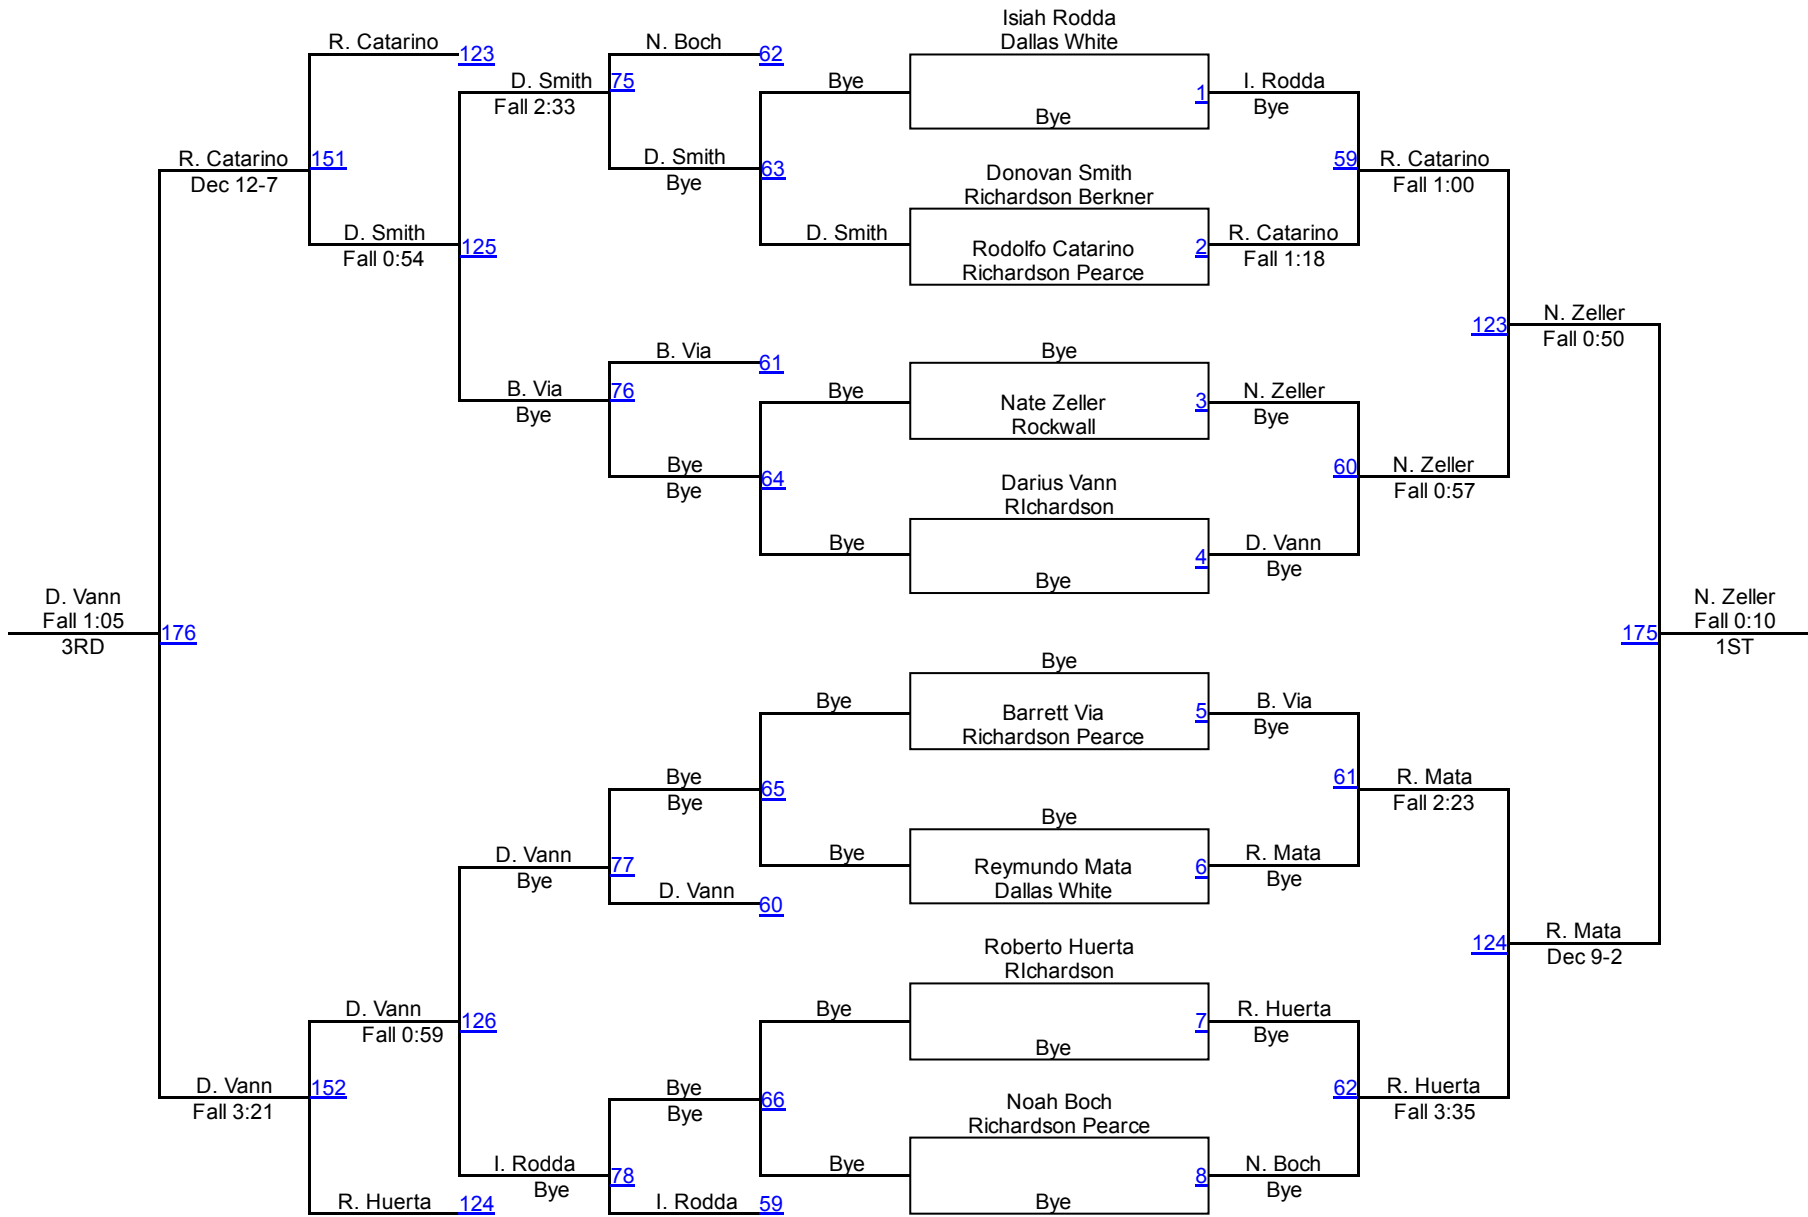 Isiah Rodda
Dallas White
R. Catarino
123
N. Boch
62
D. Smith
75
Fall 2:33
Bye
1
I. Rodda
Bye
Bye
R. Catarino
151
Dec 12-7
D. Smith
63
Bye
Donovan Smith
Richardson Berkner
59
R. Catarino
Fall 1:00
D. Smith
125
Fall 0:54
D. Smith
Rodolfo Catarino
Richardson Pearce
2
R. Catarino
Fall 1:18
123
N. Zeller
Fall 0:50
B. Via
61
Bye
B. Via
76
Bye
Bye
Nate Zeller
Rockwall
3
N. Zeller
Bye
Bye
Bye
64
Darius Vann
RIchardson
60
N. Zeller
Fall 0:57
Bye
4
Bye
D. Vann
Bye
D. Vann
Fall 1:05
3RD
176
175
N. Zeller
Fall 0:10
1ST
Bye
Bye
Barrett Via
Richardson Pearce
5
B. Via
Bye
Bye
Bye
65
61
R. Mata
Fall 2:23
Bye
D. Vann
Bye
77
Bye
Reymundo Mata
Dallas White
6
R. Mata
Bye
D. Vann
60
124
R. Mata
Dec 9-2
Roberto Huerta
RIchardson
D. Vann
Fall 0:59
126
Bye
7
Bye
R. Huerta
Bye
D. Vann
Fall 3:21
152
Bye
Bye
66
Noah Boch
Richardson Pearce
62
R. Huerta
Fall 3:35
I. Rodda
Bye
78
Bye
8
Bye
N. Boch
Bye
R. Huerta
124
I. Rodda
59